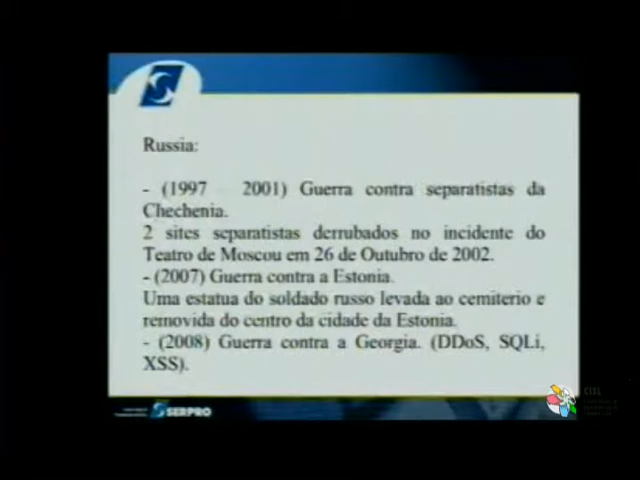 Russia:
- (1997 – 2001) Guerra contra separatistas da
Chechenia.
2 sites separatistas derrubados no incidente do
Teatro de Moscou em 26 de Outubro de 2002.
- (2007) Guerra contra a Estonia.
Uma estatua do soldado russo levada ao cemiterio e
removida do centro da cidade da Estonia.
- (2008) Guerra contra a Georgia. (DDoS, SQLi,
XSS).
SERPRO
CISL